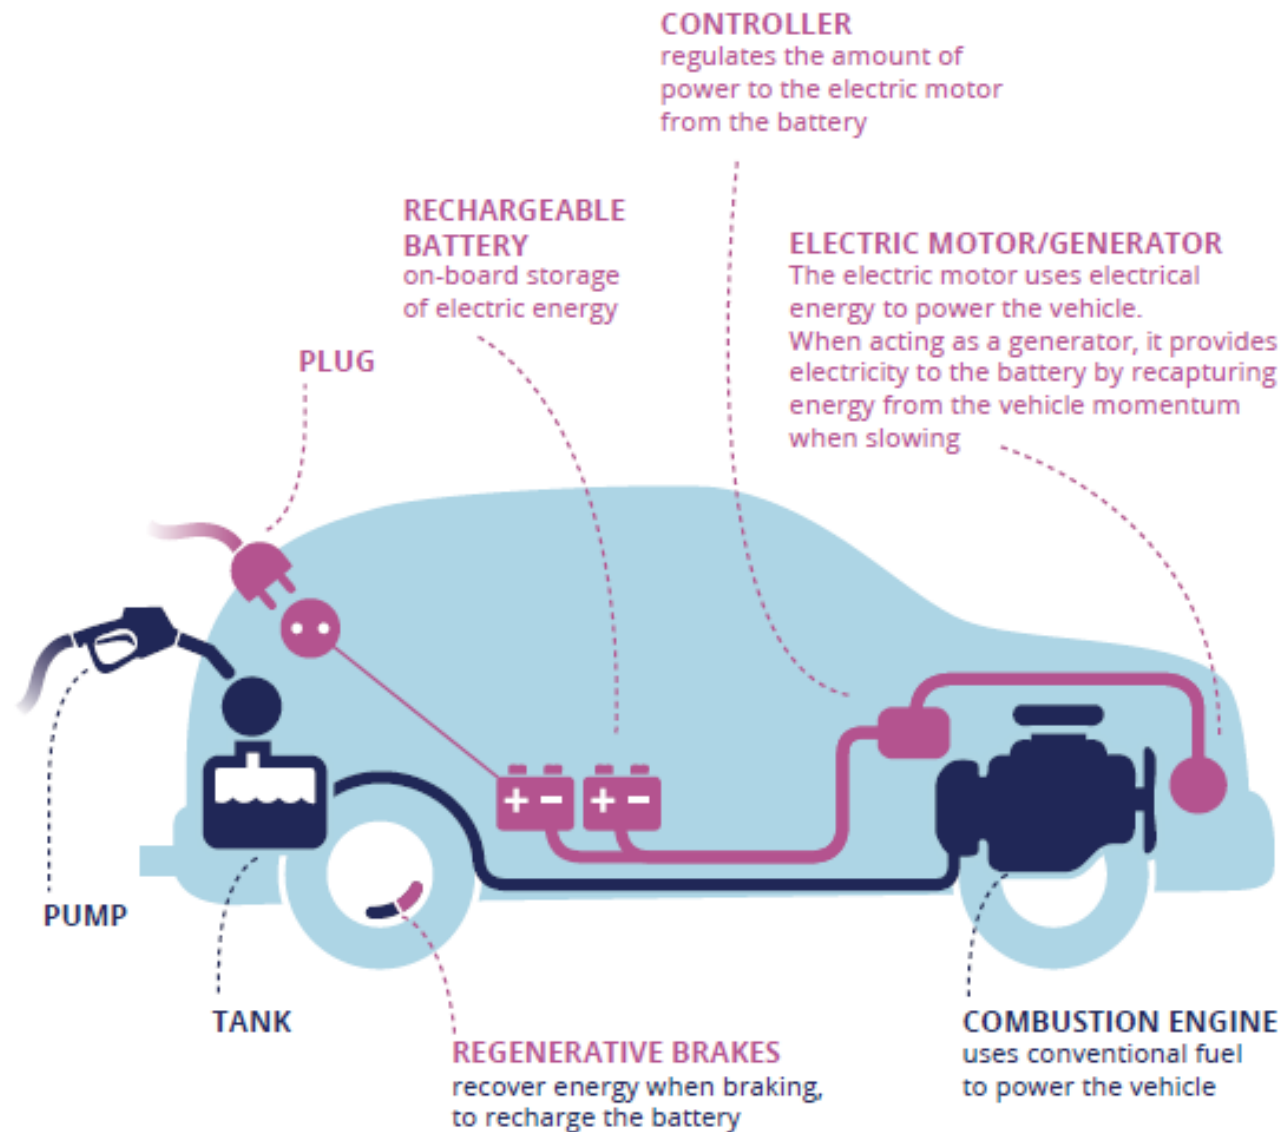 CONTROLLER
regulates the amount of
power to the electric motor
from the battery
RECHARGEABLE
BATTERY
on-board storage
of electric energy
ELECTRIC MOTOR/GENERATOR
The electric motor uses electrical
energy to power the vehicle.
When acting as a generator, it provides
electricity to the battery by recapturing
energy from the vehicle momentum
when slowing
PLUG
+ − + −
PUMP
TANK
REGENERATIVE BRAKES
recover energy when braking,
to recharge the battery
COMBUSTION ENGINE
uses conventional fuel
to power the vehicle